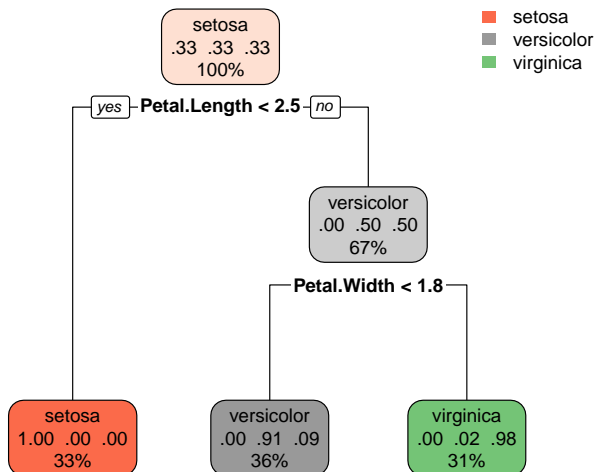 setosa
.33 .33 .33
100%
setosa
versicolor
virginica
yes Petal.Length < 2.5 no
versicolor
.00 .50 .50
67%
Petal.Width < 1.8
setosa
1.00 .00 .00
33%
versicolor
.00 .91 .09
36%
virginica
.00 .02 .98
31%